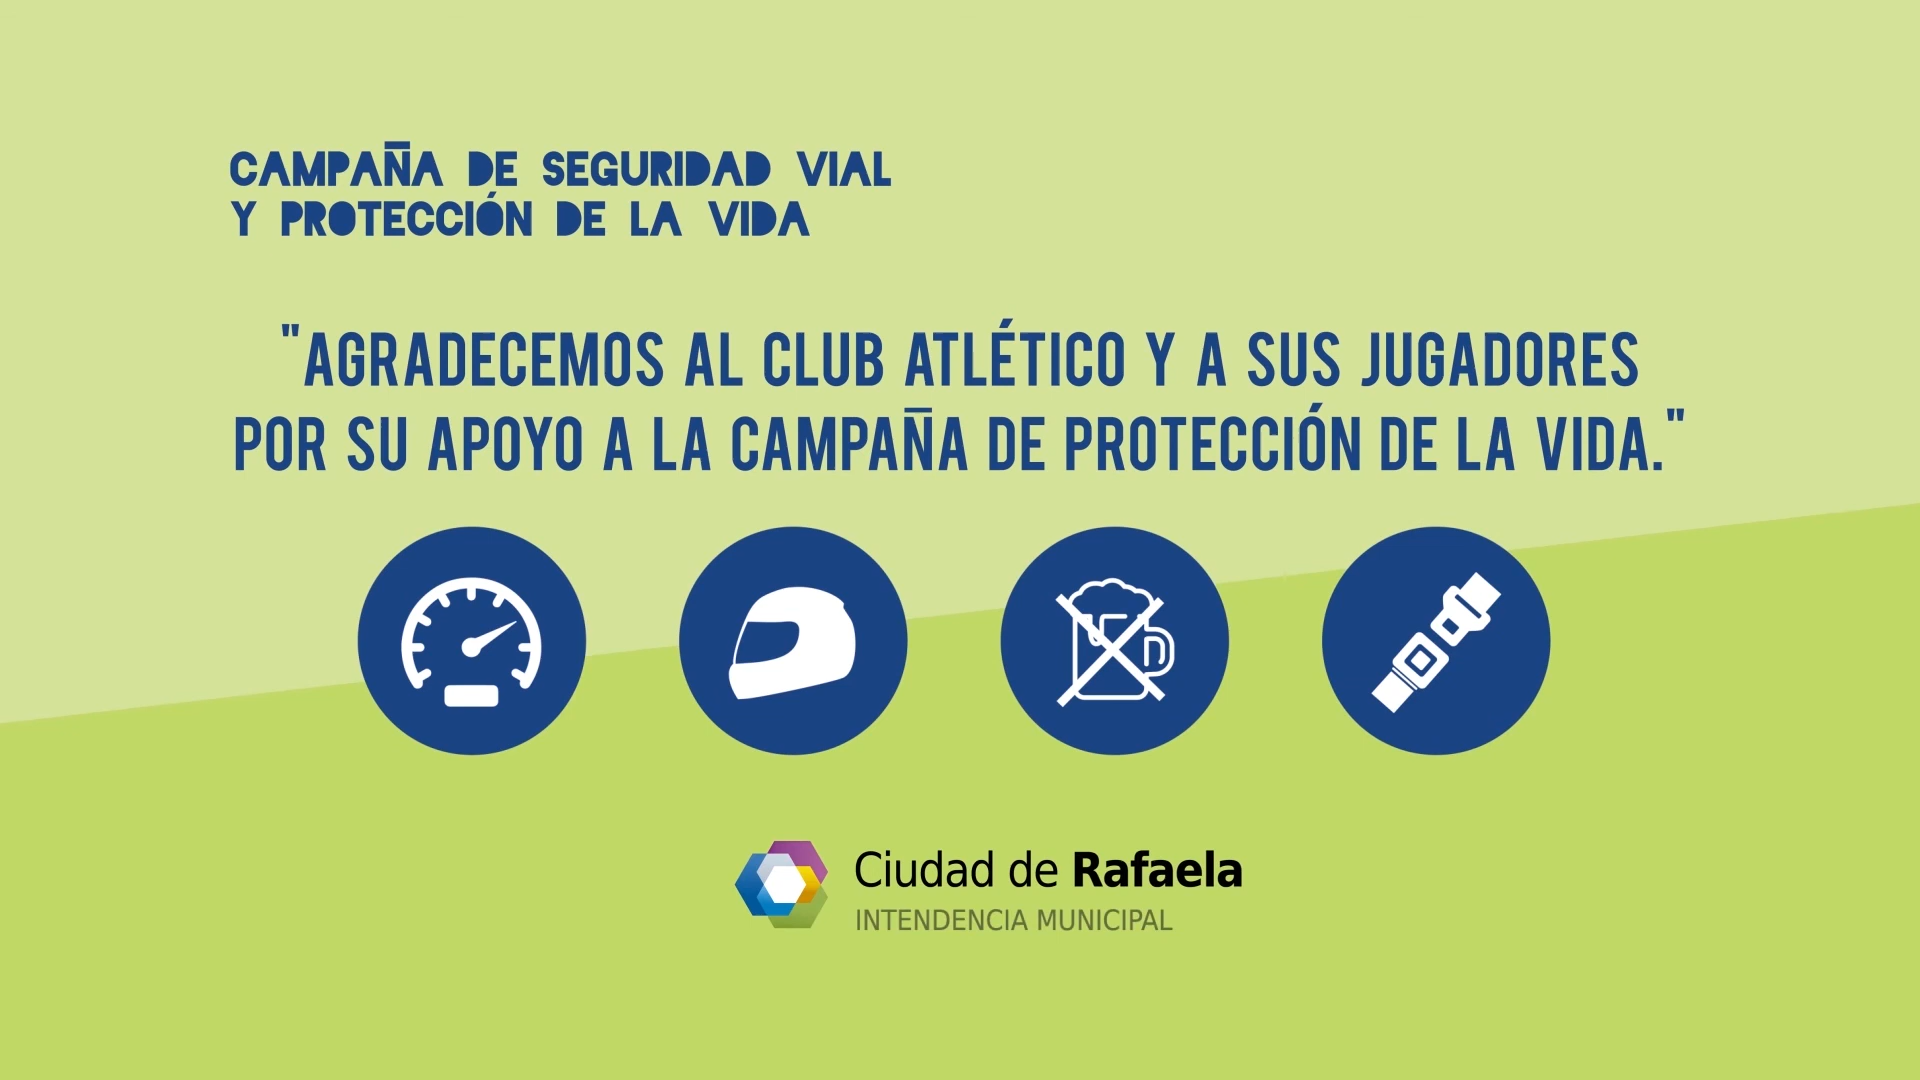 CAMPAÑA DE SEGURIDAD VIAL
Y PROTECCIÓN DE LA VIDA
"AGRADECEMOS AL CLUB ATLÉTICO Y A SUS JUGADORES
POR SU APOYO A LA CAMPAÑA DE PROTECCIÓN DE LA VIDA."
Ciudad de Rafaela
INTENDENCIA MUNICIPAL